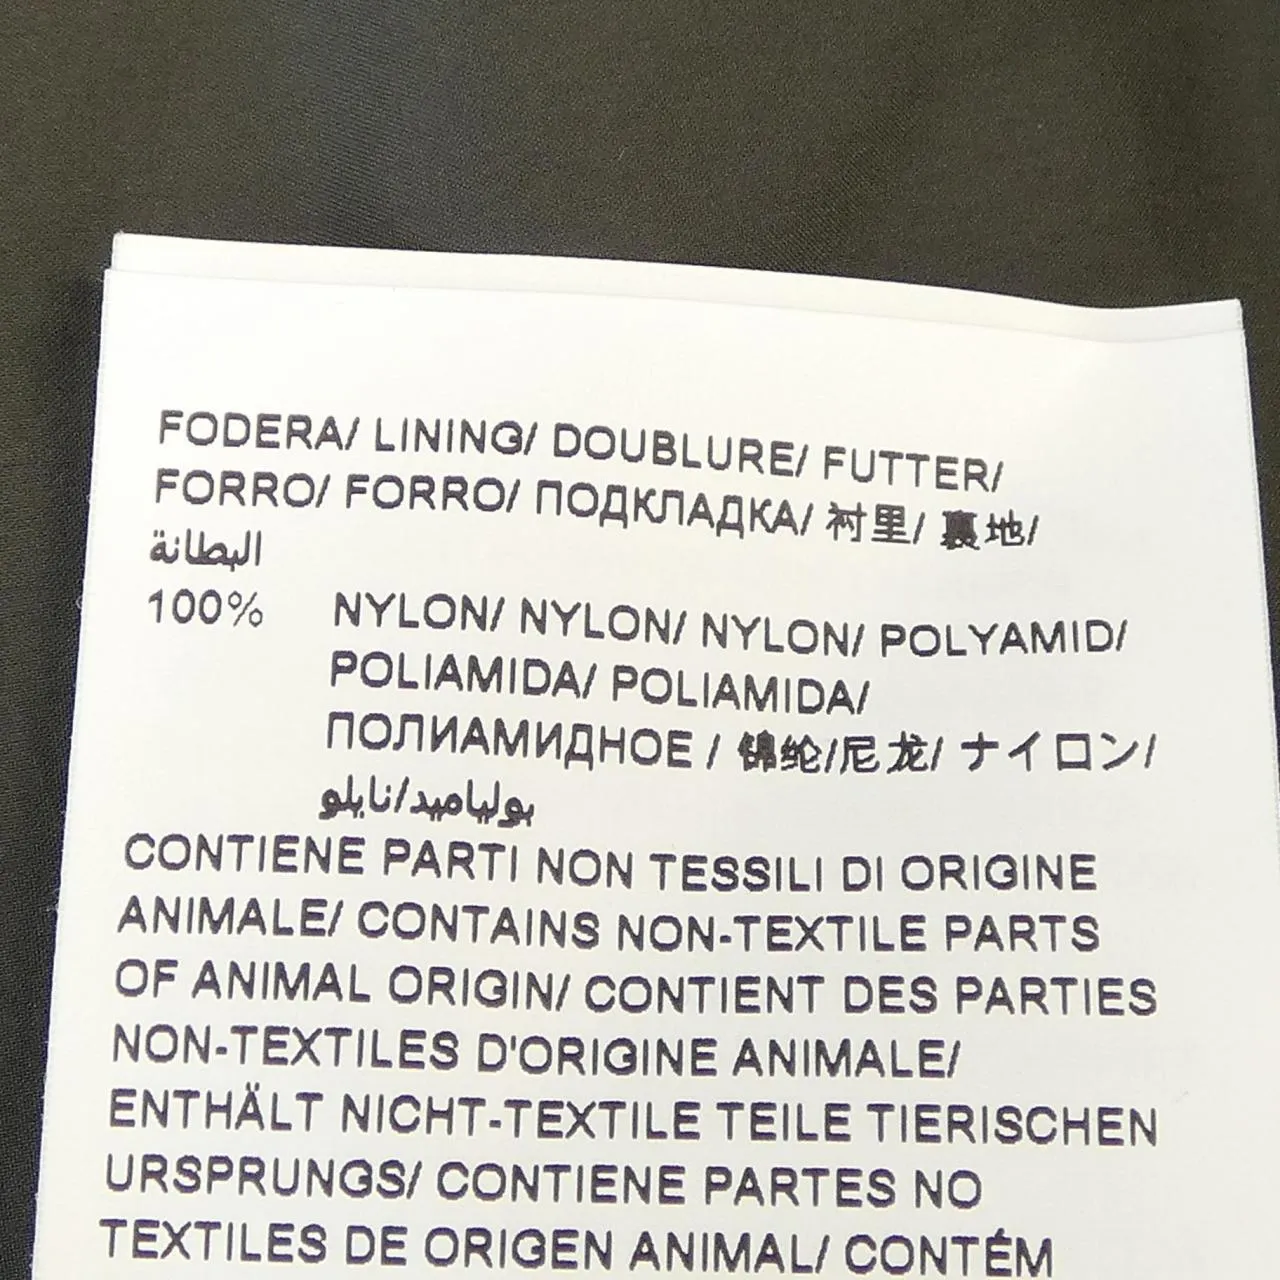 FODERA/ LINING/ DOUBLURE/ FUTTER/
FORRO/ FORRO/ ПОДКЛАДКА/ 衬里/ 裏地/
البطانة
100% NYLON/ NYLON/ NYLON/ POLYAMID/
POLIAMIDA/ POLIAMIDA/
ПОЛИАМИДНОЕ / 锦纶/尼龙/ ナイロン/
بولياميد/نايلو
CONTIENE PARTI NON TESSILI DI ORIGINE
ANIMALE/ CONTAINS NON-TEXTILE PARTS
OF ANIMAL ORIGIN/ CONTIENT DES PARTIES
NON-TEXTILES D'ORIGINE ANIMALE/
ENTHÄLT NICHT-TEXTILE TEILE TIERISCHEN
URSPRUNGS/ CONTIENE PARTES NO
TEXTILES DE ORIGEN ANIMAL/ CONTÉM